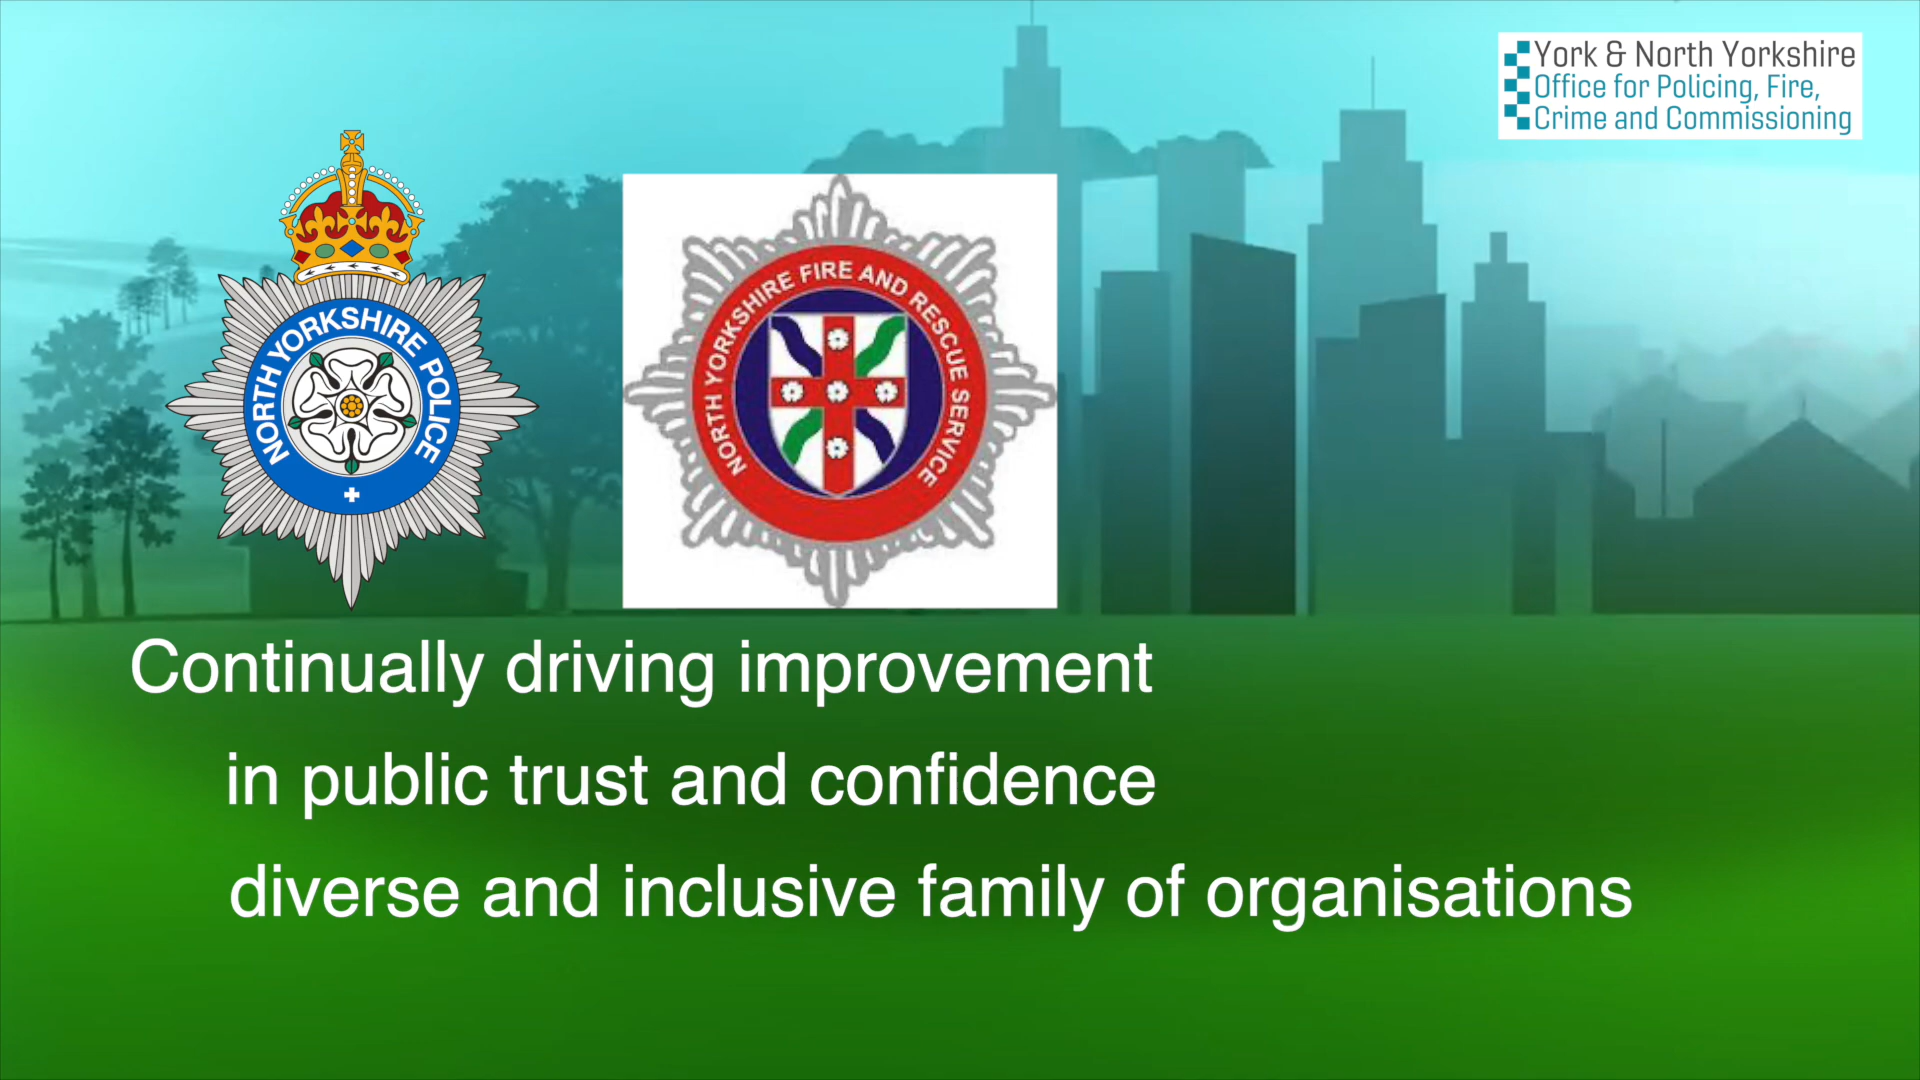 York & North Yorkshire
Office for Policing, Fire,
Crime and Commissioning
NORTH YORKSHIRE POLICE
NORTH YORKSHIRE FIRE AND RESCUE SERVICE
Continually driving improvement
in public trust and confidence
diverse and inclusive family of organisations